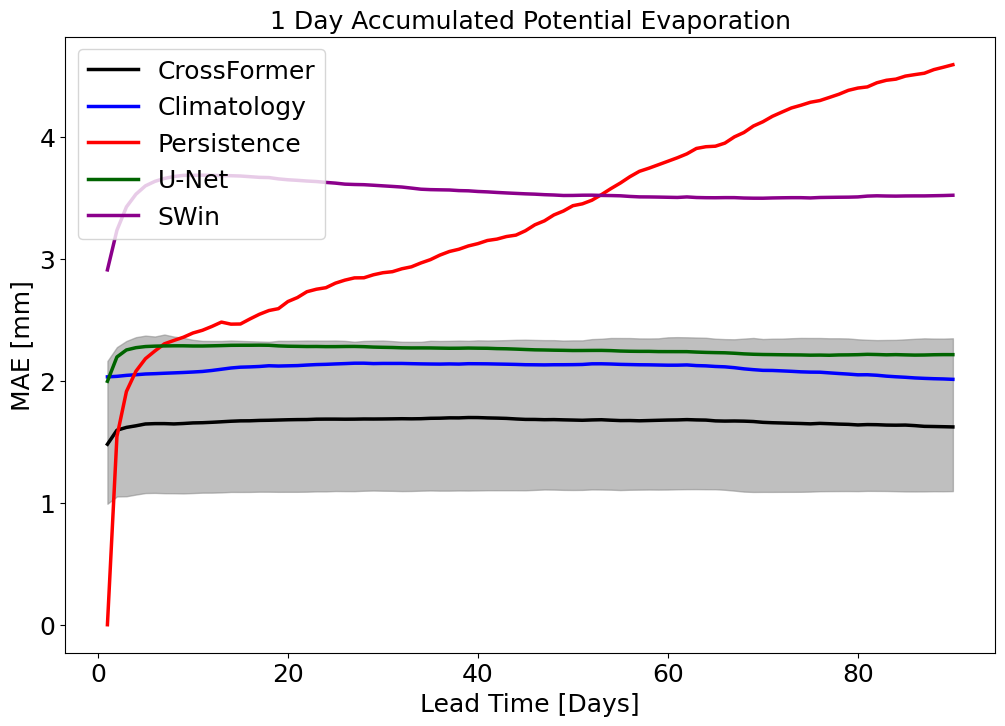 1 Day Accumulated Potential Evaporation
CrossFormer
Climatology
Persistence
U-Net
SWin
MAE [mm]
4
3
2
1
0
0 20 40 60 80
Lead Time [Days]